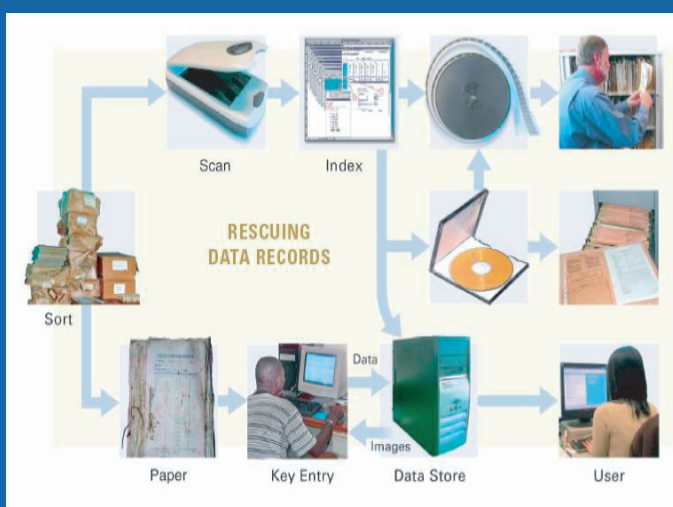 Scan
Index
RESCUING
DATA RECORDS
Sort
Data
Images
Paper
Key Entry
Data Store
User